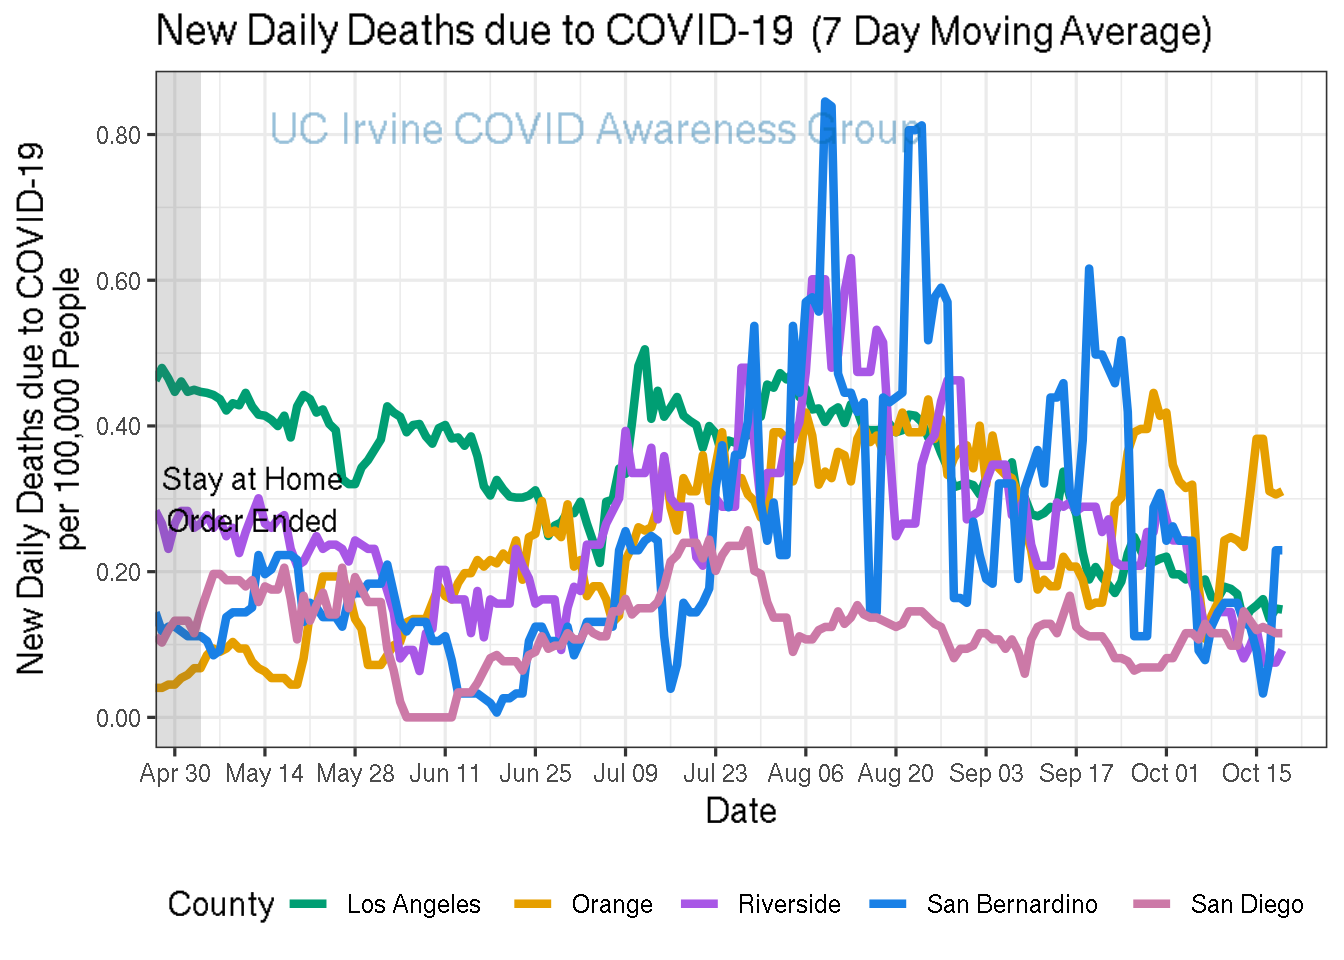 New Daily Deaths due to COVID-19 (7 Day Moving Average)
New Daily Deaths due to COVID-19
per 100,000 People
UC Irvine COVID Awareness Group
0.80
0.60
0.40
0.20
0.00
Stay at Home
Order Ended
Apr 30 May 14 May 28 Jun 11 Jun 25 Jul 09 Jul 23 Aug 06 Aug 20 Sep 03 Sep 17 Oct 01 Oct 15
Date
County Los Angeles Orange Riverside San Bernardino San Diego